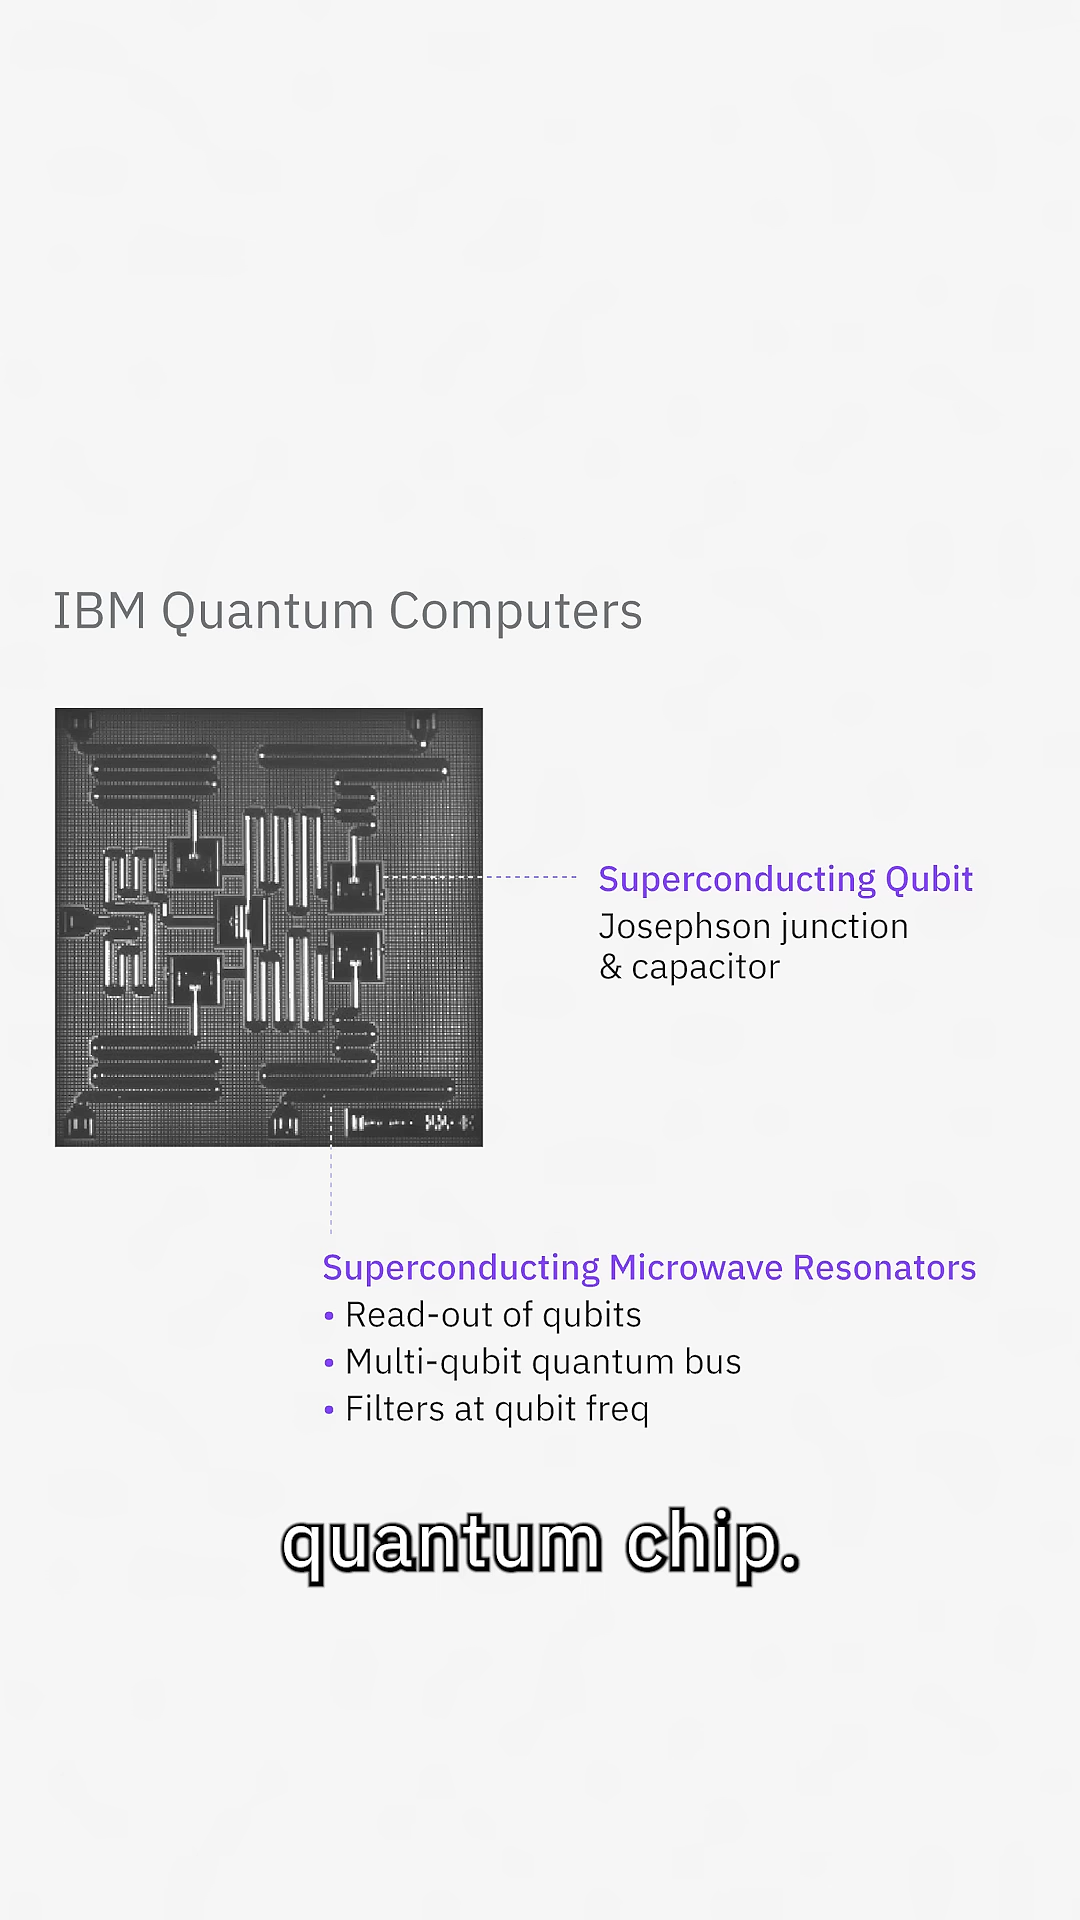 IBM Quantum Computers
Superconducting Qubit
Josephson junction
& capacitor
Superconducting Microwave Resonators
• Read-out of qubits
• Multi-qubit quantum bus
• Filters at qubit freq
quantum chip.